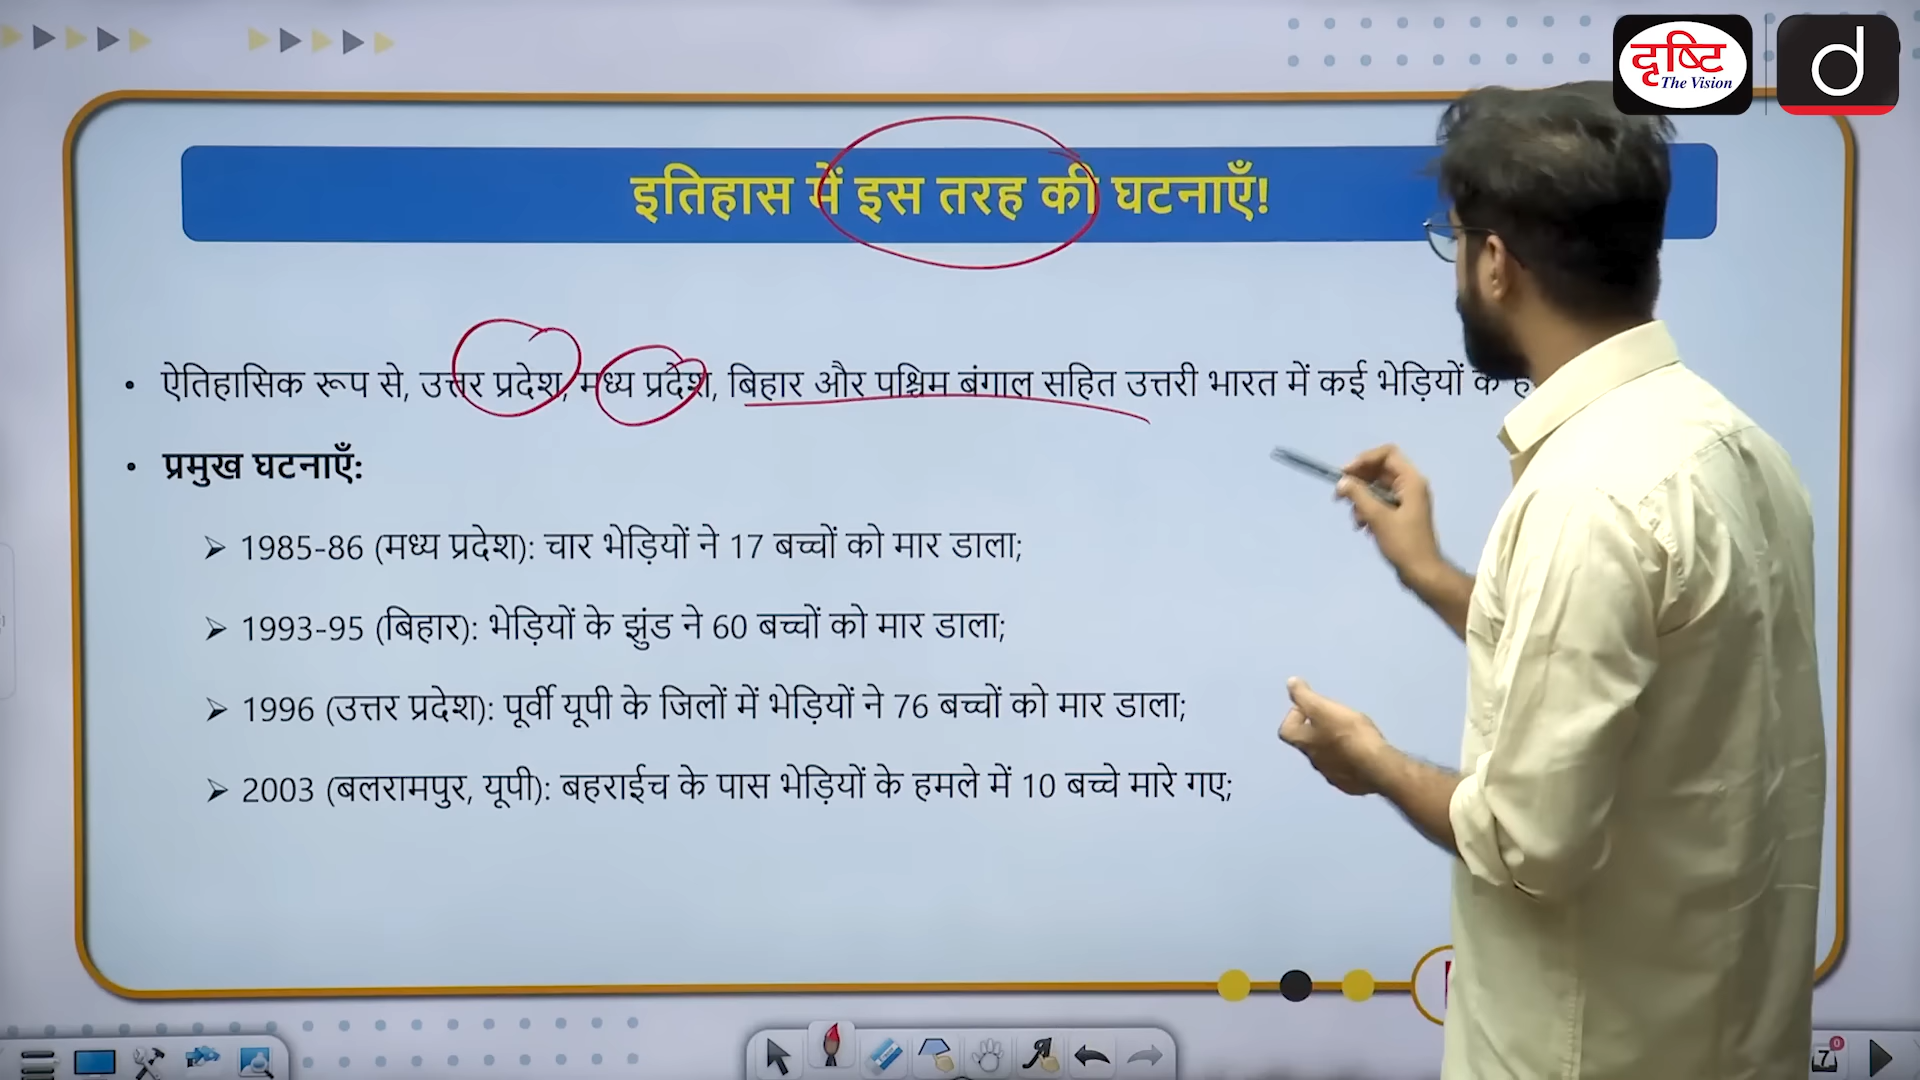 दृष्टि
The Vision
d
इतिहास में इस तरह की घटनाएँ!
• ऐतिहासिक रूप से, उत्तर प्रदेश, मध्य प्रदेश, बिहार और पश्चिम बंगाल सहित उत्तरी भारत में कई भेड़ियों के
• प्रमुख घटनाएँ:
➢ 1985-86 (मध्य प्रदेश): चार भेड़ियों ने 17 बच्चों को मार डाला;
➢ 1993-95 (बिहार): भेड़ियों के झुंड ने 60 बच्चों को मार डाला;
➢ 1996 (उत्तर प्रदेश): पूर्वी यूपी के जिलों में भेड़ियों ने 76 बच्चों को मार डाला;
➢ 2003 (बलरामपुर, यूपी): बहराईच के पास भेड़ियों के हमले में 10 बच्चे मारे गए;
7
0